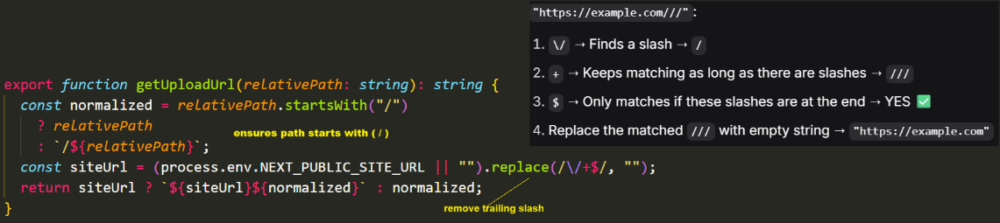 "https://example.com///":
1. \/ → Finds a slash → /
2. + → Keeps matching as long as there are slashes → ///
3. $ → Only matches if these slashes are at the end → YES ✅
4. Replace the matched /// with empty string → "https://example.com"
export function getUploadUrl(relativePath: string): string {
const normalized = relativePath.startsWith("/")
? relativePath
: `/${relativePath}`;
ensures path starts with ( / )
const siteUrl = (process.env.NEXT_PUBLIC_SITE_URL || "").replace(/\/+$/, "");
return siteUrl ? `${siteUrl}${normalized}` : normalized;
remove trailing slash
}